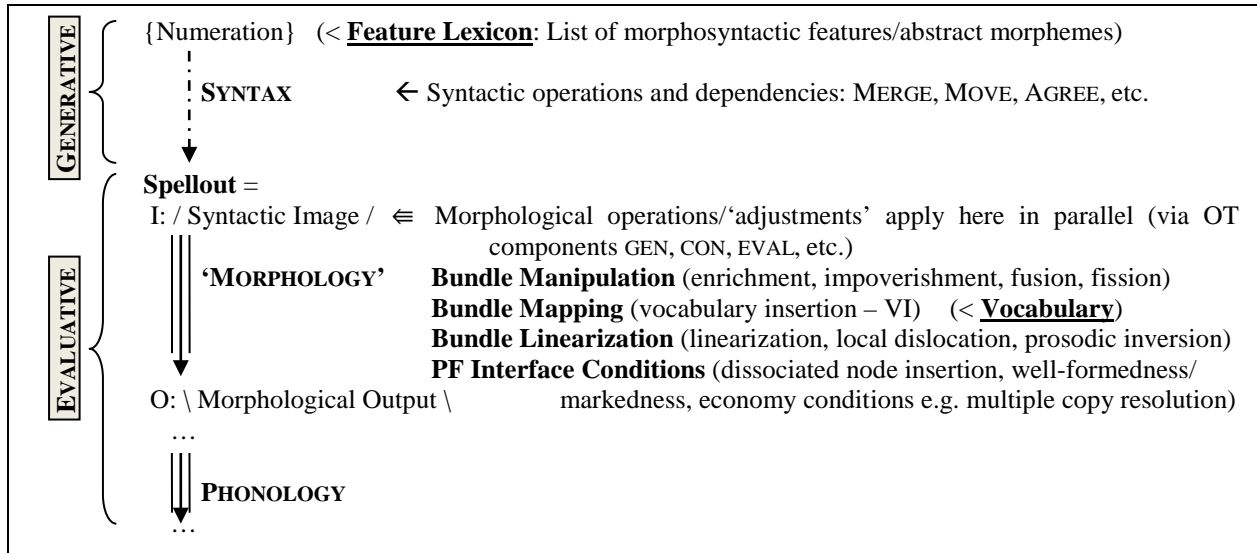 GENERATIVE
{Numeration} (< Feature Lexicon: List of morphosyntactic features/abstract morphemes)
SYNTAX ← Syntactic operations and dependencies: MERGE, MOVE, AGREE, etc.
EVALUATIVE
Spellout =
I: / Syntactic Image / ⇚ Morphological operations/‘adjustments’ apply here in parallel (via OT
components GEN, CON, EVAL, etc.)
‘MORPHOLOGY’ Bundle Manipulation (enrichment, impoverishment, fusion, fission)
Bundle Mapping (vocabulary insertion – VI) (< Vocabulary)
Bundle Linearization (linearization, local dislocation, prosodic inversion)
PF Interface Conditions (dissociated node insertion, well-formedness/
O: \ Morphological Output \ markedness, economy conditions e.g. multiple copy resolution)
…
PHONOLOGY
…